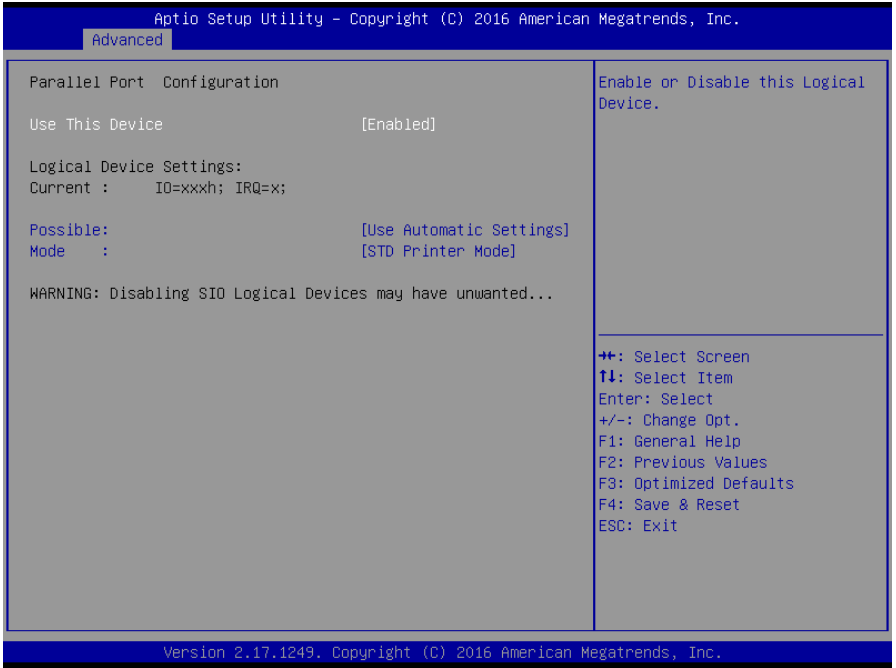 Aptio Setup Utility – Copyright (C) 2016 American Megatrends, Inc.
Advanced
Parallel Port  Configuration
Use This Device [Enabled]
Logical Device Settings:
Current : IO=xxxh; IRQ=x;
Possible: [Use Automatic Settings]
Mode : [STD Printer Mode]
WARNING: Disabling SIO Logical Devices may have unwanted...
Enable or Disable this Logical
Device.
→←: Select Screen
↑↓: Select Item
Enter: Select
+/-: Change Opt.
F1: General Help
F2: Previous Values
F3: Optimized Defaults
F4: Save & Reset
ESC: Exit
Version 2.17.1249. Copyright (C) 2016 American Megatrends, Inc.